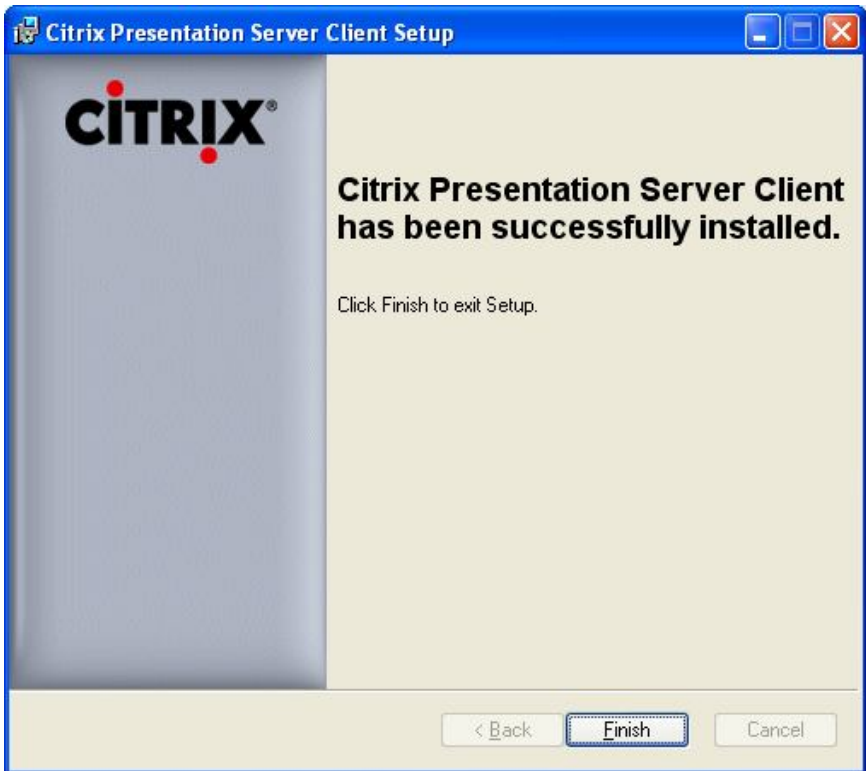 Citrix Presentation Server Client Setup
CiTRIX®
Citrix Presentation Server Client
has been successfully installed.
Click Finish to exit Setup.
< Back
Finish
Cancel